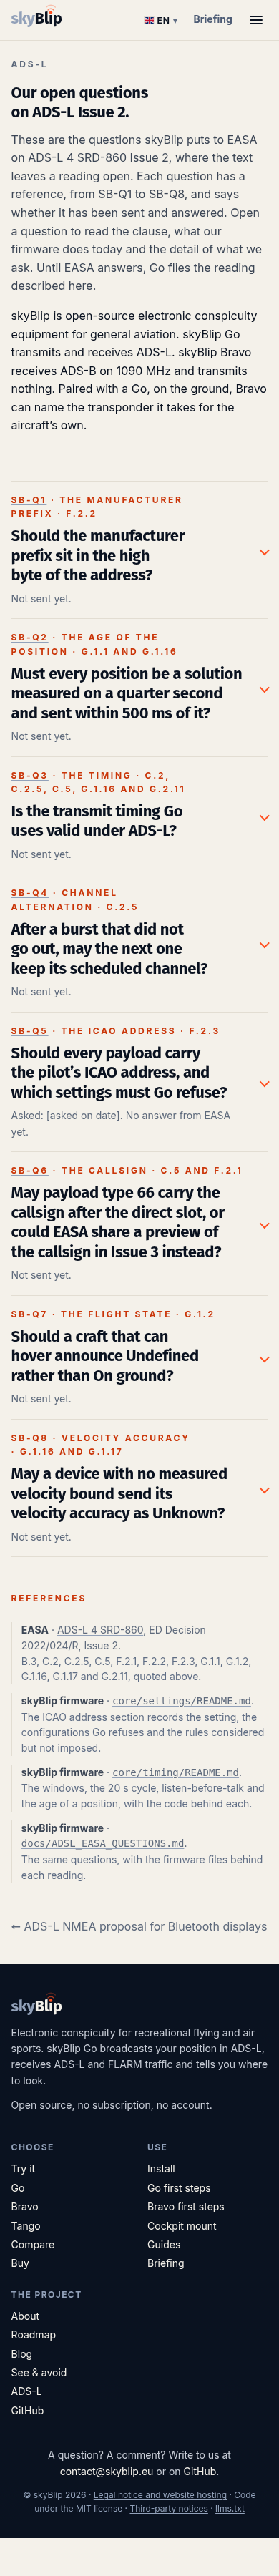 skyBlip
EN ▾
Briefing
ADS-L
Our open questions
on ADS-L Issue 2.
These are the questions skyBlip puts to EASA
on ADS-L 4 SRD-860 Issue 2, where the text
leaves a reading open. Each question has a
reference, from SB-Q1 to SB-Q8, and says
whether it has been sent and answered. Open
a question to read the clause, what our
firmware does today and the detail of what we
ask. Until EASA answers, Go flies the reading
described here.
skyBlip is open-source electronic conspicuity
equipment for general aviation. skyBlip Go
transmits and receives ADS-L. skyBlip Bravo
receives ADS-B on 1090 MHz and transmits
nothing. Paired with a Go, on the ground, Bravo
can name the transponder it takes for the
aircraft's own.
SB-Q1 · THE MANUFACTURER
PREFIX · F.2.2
Should the manufacturer
prefix sit in the high
byte of the address?
Not sent yet.
SB-Q2 · THE AGE OF THE
POSITION · G.1.1 AND G.1.16
Must every position be a solution
measured on a quarter second
and sent within 500 ms of it?
Not sent yet.
SB-Q3 · THE TIMING · C.2,
C.2.5, C.5, G.1.16 AND G.2.11
Is the transmit timing Go
uses valid under ADS-L?
Not sent yet.
SB-Q4 · CHANNEL
ALTERNATION · C.2.5
After a burst that did not
go out, may the next one
keep its scheduled channel?
Not sent yet.
SB-Q5 · THE ICAO ADDRESS · F.2.3
Should every payload carry
the pilot's ICAO address, and
which settings must Go refuse?
Asked: [asked on date]. No answer from EASA
yet.
SB-Q6 · THE CALLSIGN · C.5 AND F.2.1
May payload type 66 carry the
callsign after the direct slot, or
could EASA share a preview of
the callsign in Issue 3 instead?
Not sent yet.
SB-Q7 · THE FLIGHT STATE · G.1.2
Should a craft that can
hover announce Undefined
rather than On ground?
Not sent yet.
SB-Q8 · VELOCITY ACCURACY
· G.1.16 AND G.1.17
May a device with no measured
velocity bound send its
velocity accuracy as Unknown?
Not sent yet.
REFERENCES
EASA · ADS-L 4 SRD-860, ED Decision
2022/024/R, Issue 2.
B.3, C.2, C.2.5, C.5, F.2.1, F.2.2, F.2.3, G.1.1, G.1.2,
G.1.16, G.1.17 and G.2.11, quoted above.
skyBlip firmware · core/settings/README.md.
The ICAO address section records the setting, the
configurations Go refuses and the rules considered
but not imposed.
skyBlip firmware · core/timing/README.md.
The windows, the 20 s cycle, listen-before-talk and
the age of a position, with the code behind each.
skyBlip firmware ·
docs/ADSL_EASA_QUESTIONS.md.
The same questions, with the firmware files behind
each reading.
← ADS-L NMEA proposal for Bluetooth displays
skyBlip
Electronic conspicuity for recreational flying and air
sports. skyBlip Go broadcasts your position in ADS-L,
receives ADS-L and FLARM traffic and tells you where
to look.
Open source, no subscription, no account.
CHOOSE
Try it
Go
Bravo
Tango
Compare
Buy
USE
Install
Go first steps
Bravo first steps
Cockpit mount
Guides
Briefing
THE PROJECT
About
Roadmap
Blog
See & avoid
ADS-L
GitHub
A question? A comment? Write to us at
contact@skyblip.eu or on GitHub.
© skyBlip 2026 · Legal notice and website hosting · Code
under the MIT license · Third-party notices · llms.txt